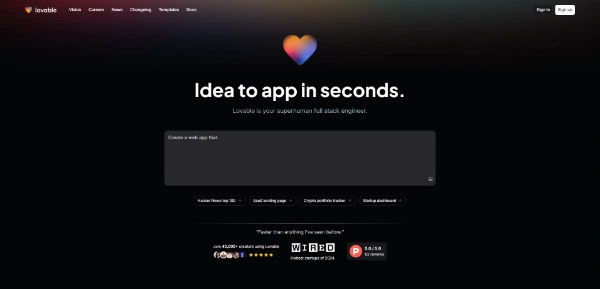 lovable
Vision Careers News Changelog Templates Docs
Sign in
Sign up
Idea to app in seconds.
Lovable is your superhuman full stack engineer.
Create a web app that
Hacker News top 100
SaaS landing page
Crypto portfolio tracker
Startup dashboard
"Faster than anything I've seen before."
Join 40,000+ creators using Lovable
WIRED
Hottest startups of 2024
P
5.0 / 5.0
reviews